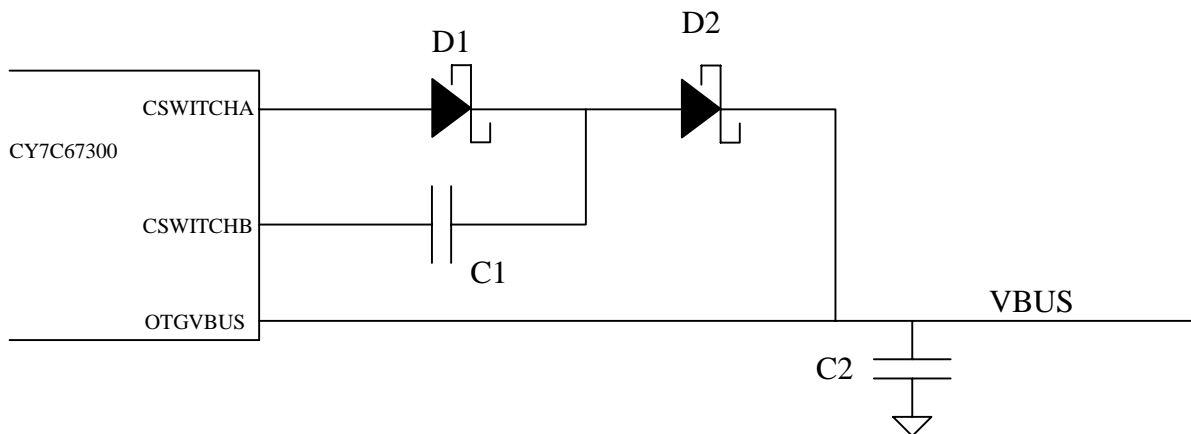 D1
D2
CSWITCHA
CY7C67300
CSWITCHB
C1
OTGVBUS
VBUS
C2